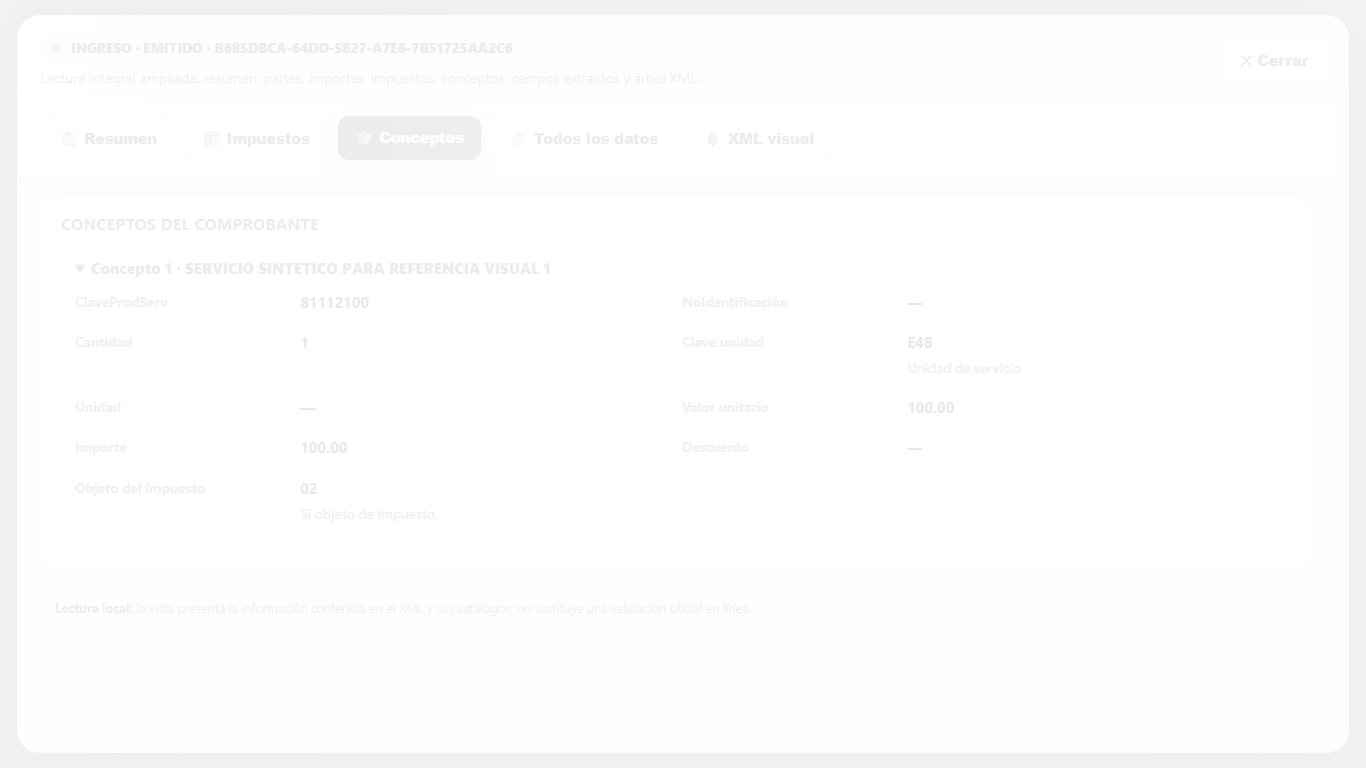 INGRESO · EMITIDO · B685DBCA-64DD-5827-A7E6-7B51725AA2C6
Lectura integral ampliada: resumen, partes, importes, impuestos, conceptos, campos extraídos y árbol XML.
× Cerrar
Resumen
Impuestos
Conceptos
Todos los datos
XML visual
CONCEPTOS DEL COMPROBANTE
▼ Concepto 1 · SERVICIO SINTETICO PARA REFERENCIA VISUAL 1
ClaveProdServ 81112100 NoIdentificación —
Cantidad 1 Clave unidad E48
Unidad de servicio
Unidad — Valor unitario 100.00
Importe 100.00 Descuento —
Objeto del impuesto 02
Sí objeto de impuesto.
Lectura local: la vista presenta la información contenida en el XML y sus catálogos; no sustituye una validación oficial en línea.